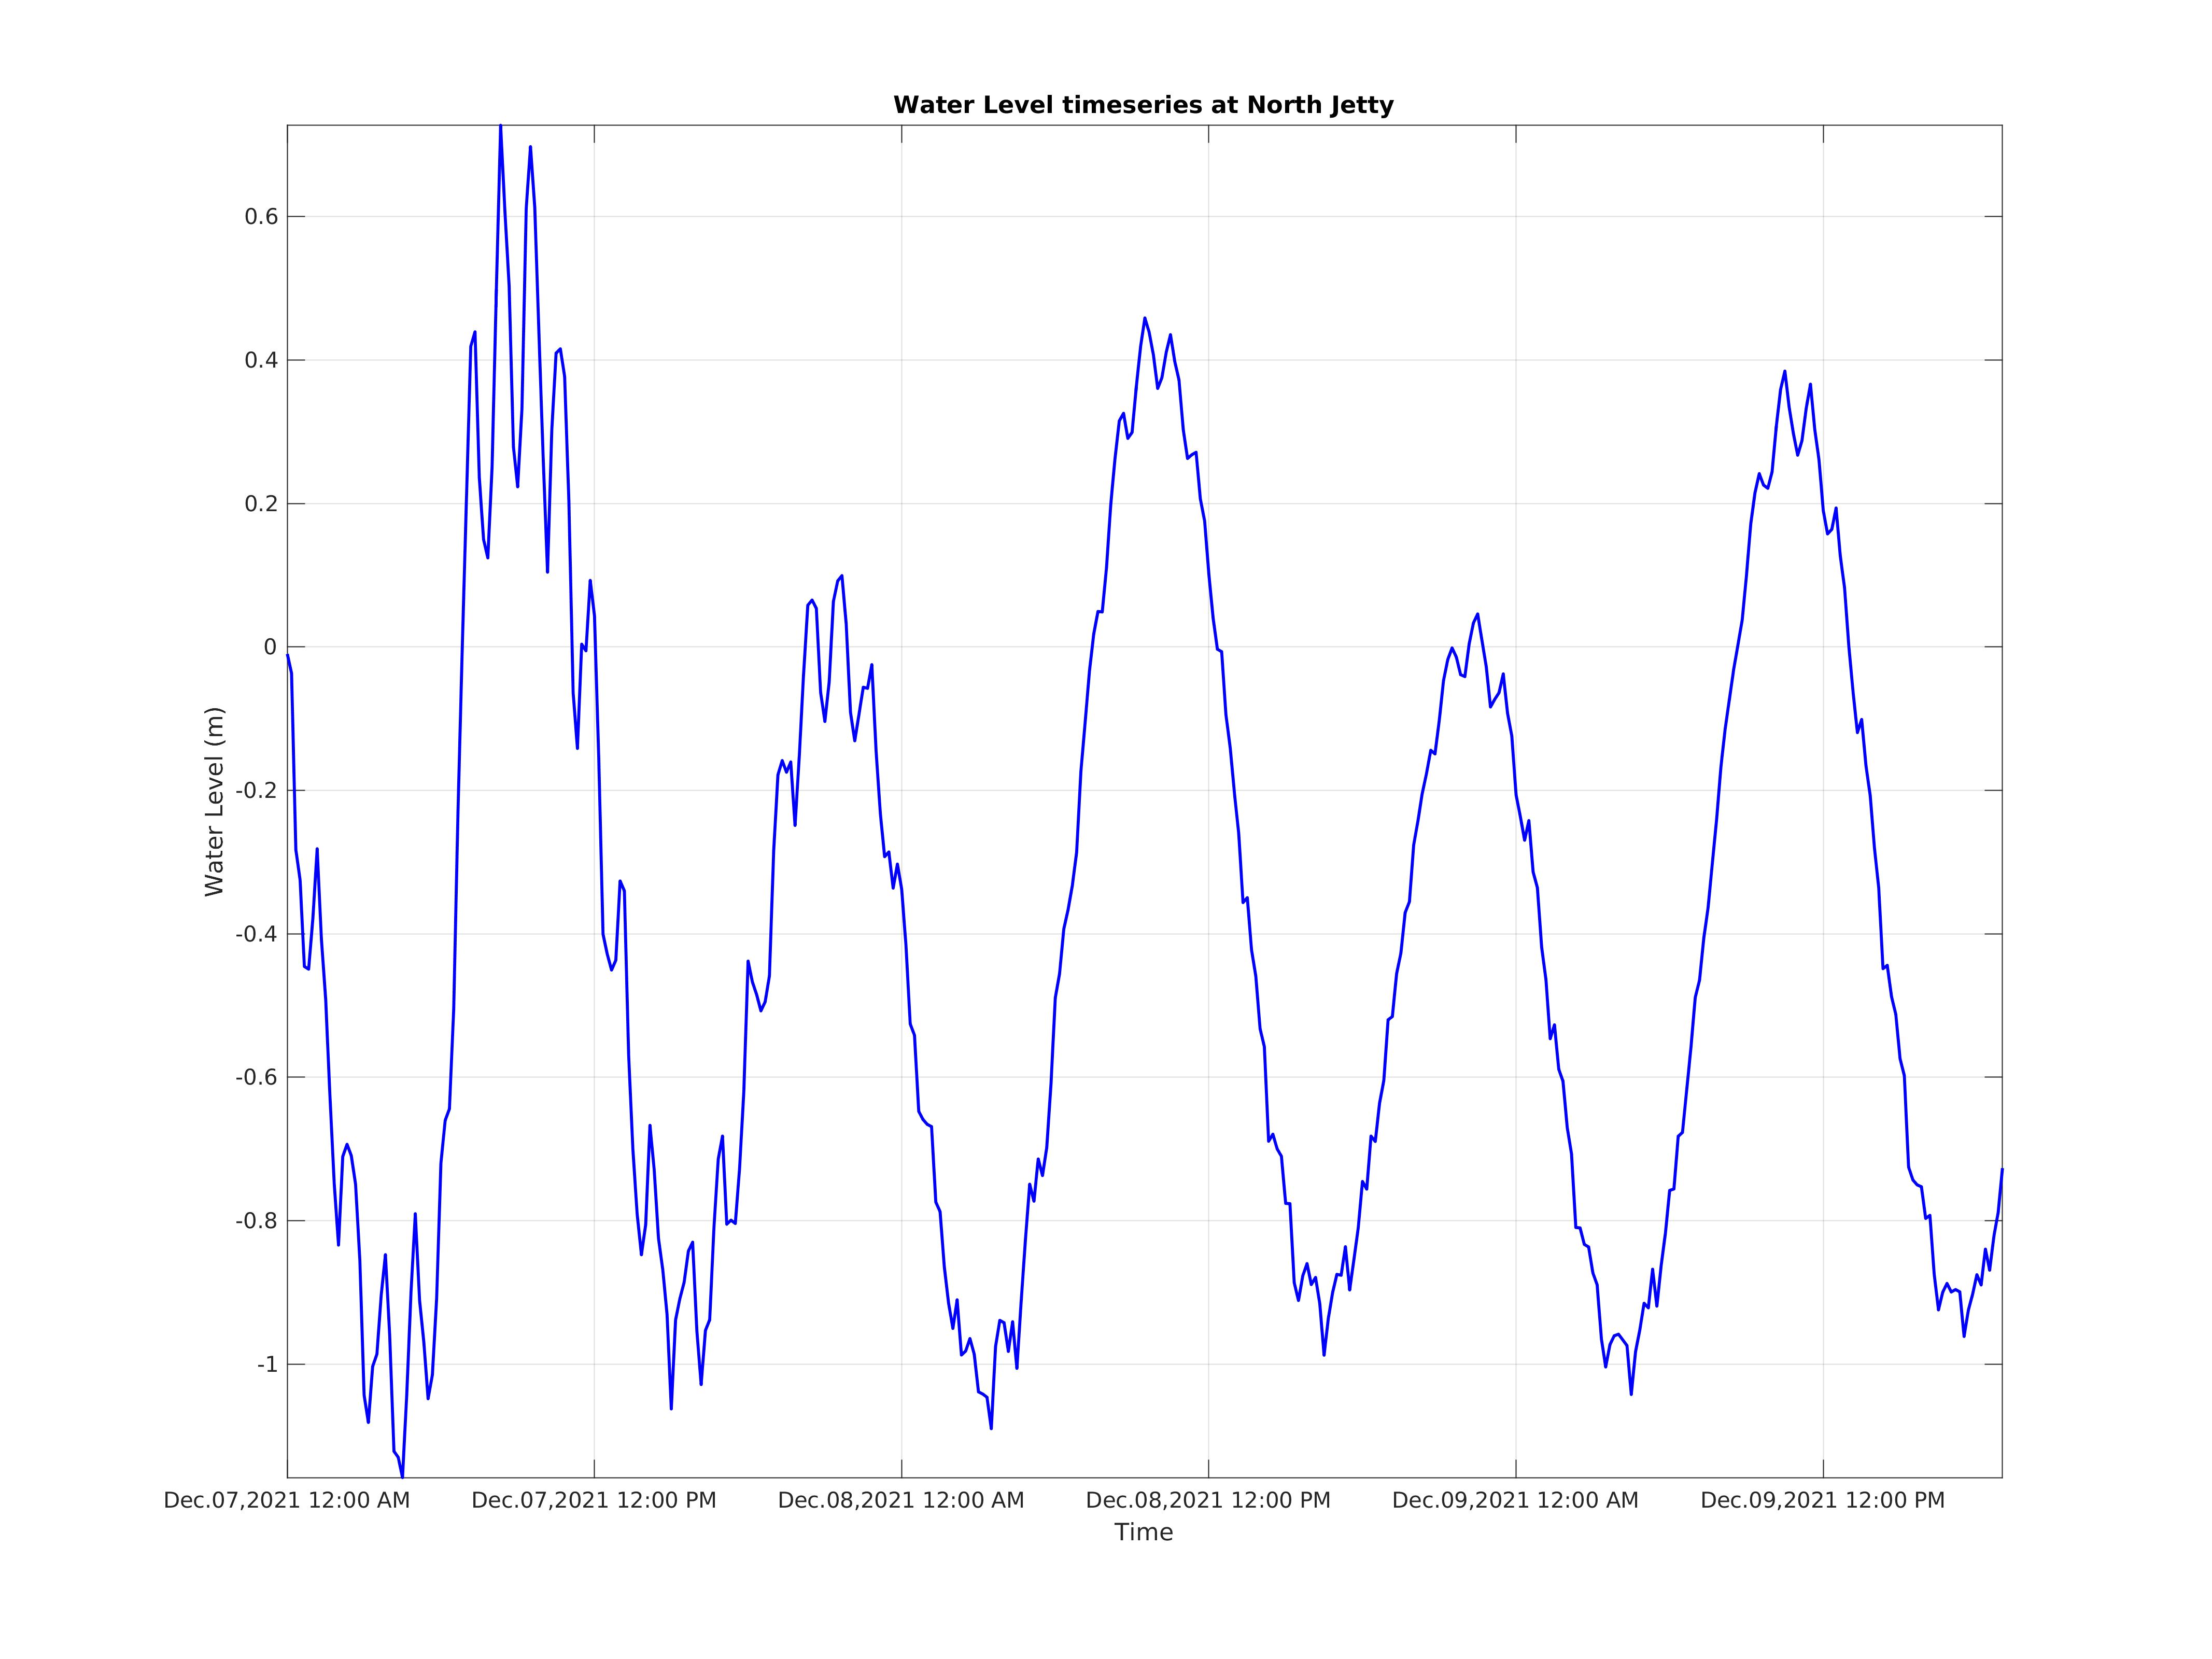 Water Level timeseries at North Jetty
0.6
0.4
0.2
0
-0.2
-0.4
-0.6
-0.8
-1
Water Level (m)
Dec.07,2021 12:00 AM Dec.07,2021 12:00 PM Dec.08,2021 12:00 AM Dec.08,2021 12:00 PM Dec.09,2021 12:00 AM Dec.09,2021 12:00 PM
Time